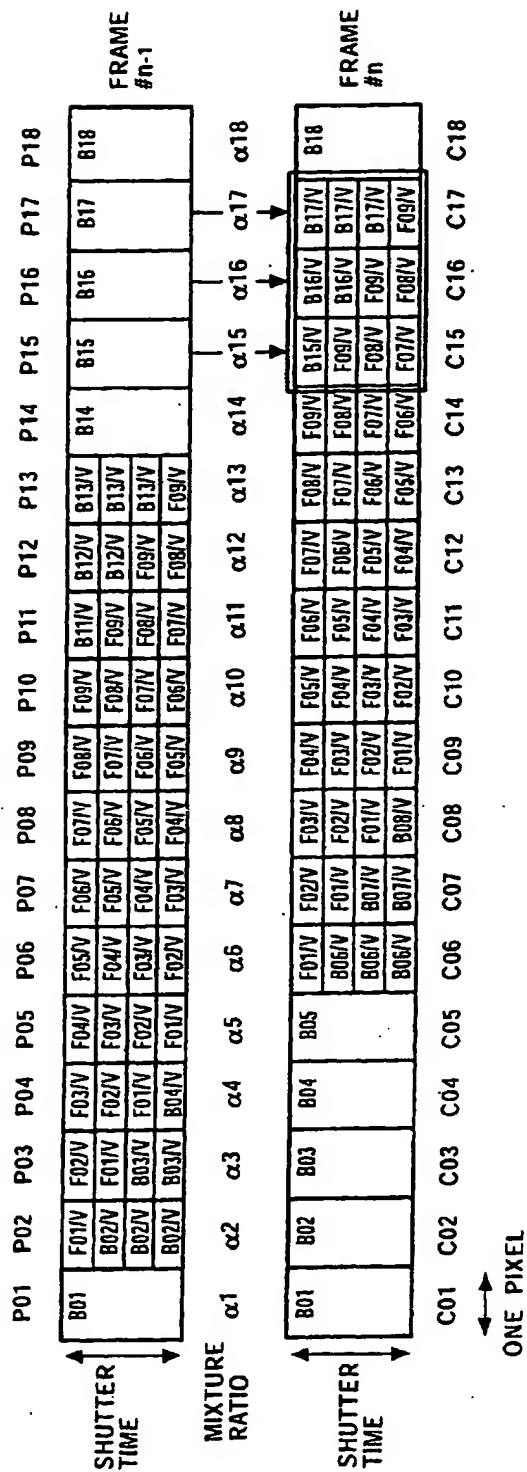 P01 P02 P03 P04 P05 P06 P07 P08 P09 P10 P11 P12 P13 P14 P15 P16 P17 P18
B01 F01/V F02/V F03/V F04/V F05/V F06/V F07/V F08/V F09/V B11/V B12/V B13/V B14 B15 B16 B17 B18
B02/V F01/V F02/V F03/V F04/V F05/V F06/V F07/V F08/V F09/V B12/V B13/V
B02/V B03/V F01/V F02/V F03/V F04/V F05/V F06/V F07/V F08/V F09/V B13/V
B02/V B03/V B04/V F01/V F02/V F03/V F04/V F05/V F06/V F07/V F08/V F09/V
SHUTTER
TIME
FRAME
#n-1
MIXTURE
RATIO
α1 α2 α3 α4 α5 α6 α7 α8 α9 α10 α11 α12 α13 α14 α15 α16 α17 α18
B01 B02 B03 B04 B05 F01/V F02/V F03/V F04/V F05/V F06/V F07/V F08/V F09/V B15/V B16/V B17/V B18
B06/V F01/V F02/V F03/V F04/V F05/V F06/V F07/V F08/V F09/V B16/V B17/V
B06/V B07/V F01/V F02/V F03/V F04/V F05/V F06/V F07/V F08/V F09/V B17/V
B06/V B07/V B08/V F01/V F02/V F03/V F04/V F05/V F06/V F07/V F08/V F09/V
SHUTTER
TIME
FRAME
#n
C01 C02 C03 C04 C05 C06 C07 C08 C09 C10 C11 C12 C13 C14 C15 C16 C17 C18
ONE PIXEL